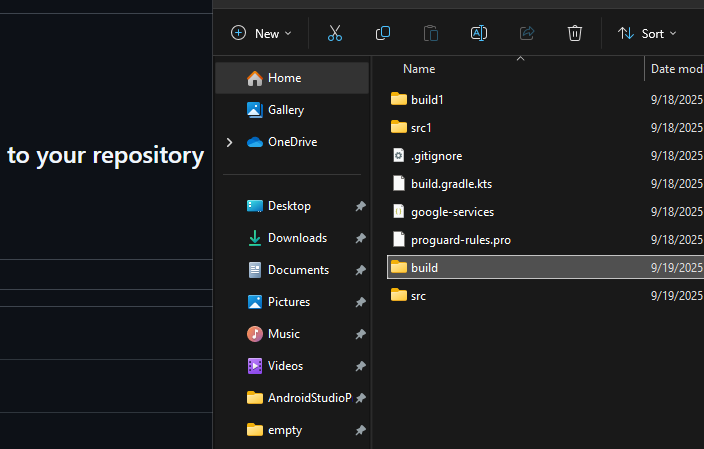 to your repository
New
Sort
Home
Gallery
OneDrive
Desktop
Downloads
Documents
Pictures
Music
Videos
AndroidStudioP
empty
Name
Date mod
build1
9/18/2025
src1
9/18/2025
.gitignore
9/18/2025
build.gradle.kts
9/18/2025
google-services
9/18/2025
proguard-rules.pro
9/18/2025
build
9/19/2025
src
9/19/2025